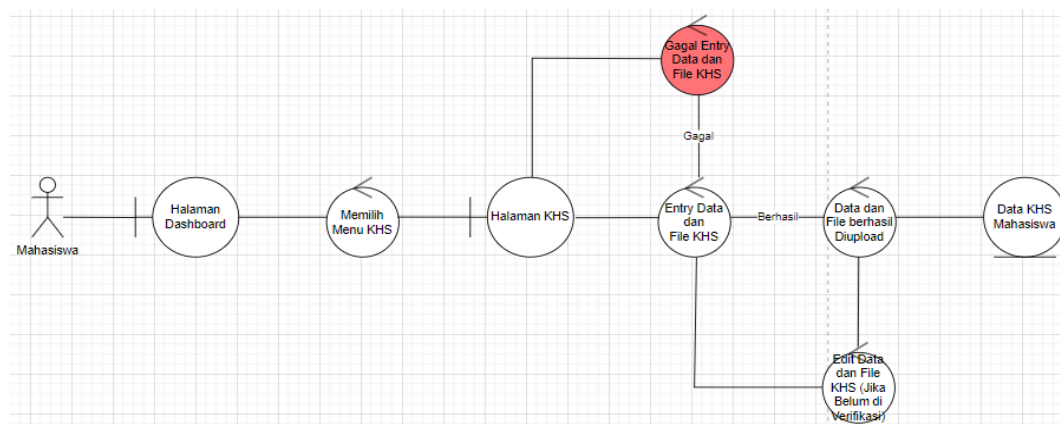 Gagal Entry
Data dan
File KHS
Gagal
Mahasiswa
Halaman
Dashboard
Memilih
Menu KHS
Halaman KHS
Entry Data
dan
File KHS
Berhasil
Data dan
File berhasil
Diupload
Data KHS
Mahasiswa
Edit Data
dan File
KHS (Jika
Belum di
Verifikasi)